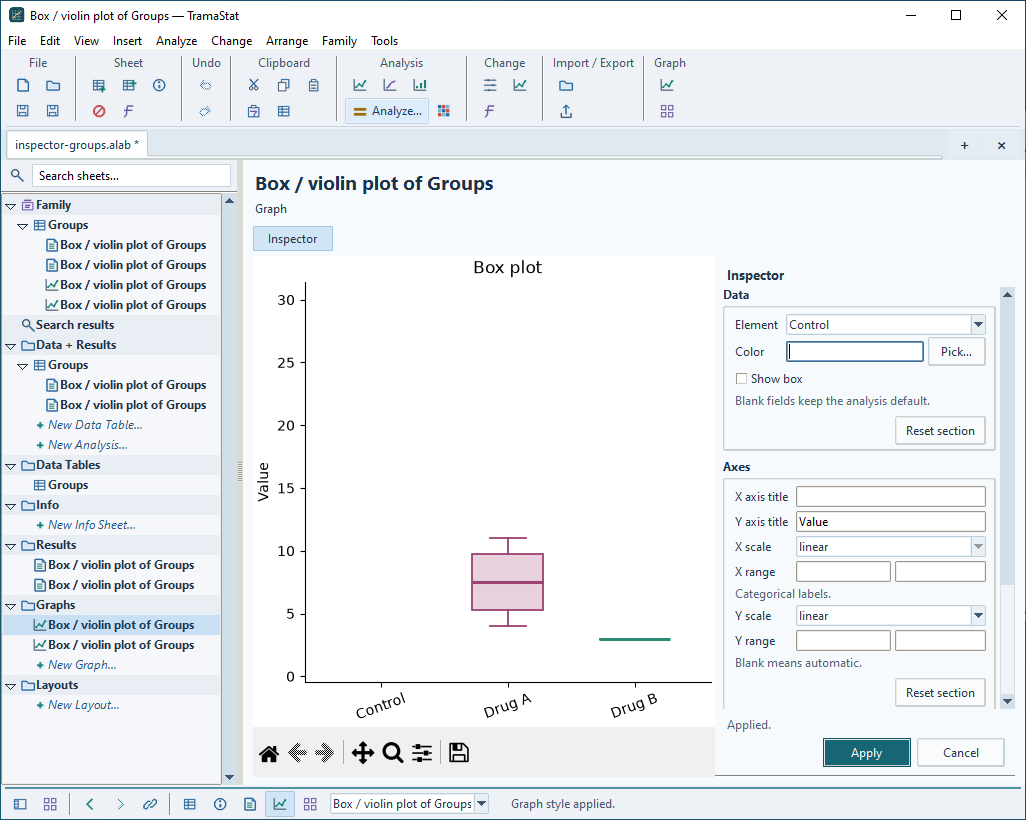 Box / violin plot of Groups — TramaStat
File Edit View Insert Analyze Change Arrange Family Tools
File Sheet Undo Clipboard Analysis Change Import / Export Graph
Analyze...
inspector-groups.alab *
Search sheets...
Family
Groups
Box / violin plot of Groups
Box / violin plot of Groups
Box / violin plot of Groups
Box / violin plot of Groups
Search results
Data + Results
Groups
Box / violin plot of Groups
Box / violin plot of Groups
+ New Data Table...
+ New Analysis...
Data Tables
Groups
Info
+ New Info Sheet...
Results
Box / violin plot of Groups
Box / violin plot of Groups
Graphs
Box / violin plot of Groups
Box / violin plot of Groups
+ New Graph...
Layouts
+ New Layout...
Box / violin plot of Groups
Graph
Inspector
Box plot
30
25
20
15
10
5
0
Value
Control
Drug A
Drug B
Inspector
Data
Element Control
Color Pick...
Show box
Blank fields keep the analysis default.
Reset section
Axes
X axis title
Y axis title Value
X scale linear
X range
Categorical labels.
Y scale linear
Y range
Blank means automatic.
Reset section
Applied.
Apply Cancel
Box / violin plot of Groups Graph style applied.